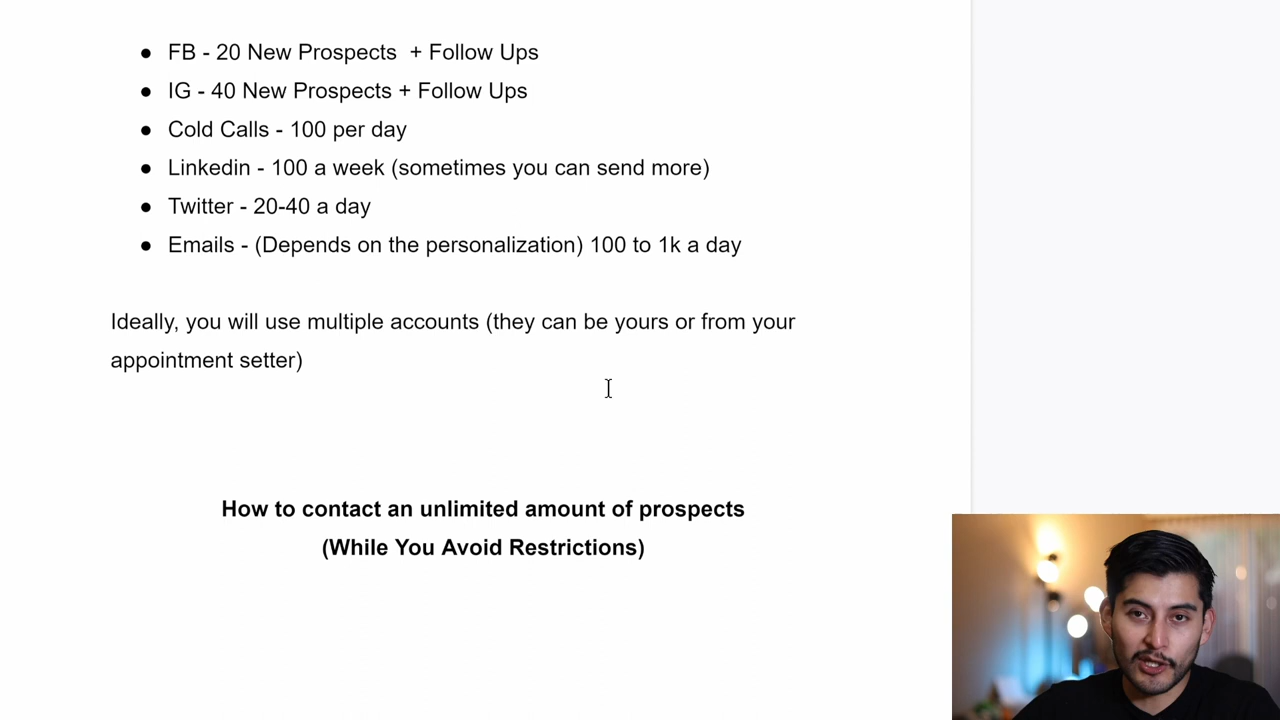 ● FB - 20 New Prospects  + Follow Ups
● IG - 40 New Prospects + Follow Ups
● Cold Calls - 100 per day
● Linkedin - 100 a week (sometimes you can send more)
● Twitter - 20-40 a day
● Emails - (Depends on the personalization) 100 to 1k a day
Ideally, you will use multiple accounts (they can be yours or from your
appointment setter)
How to contact an unlimited amount of prospects
(While You Avoid Restrictions)